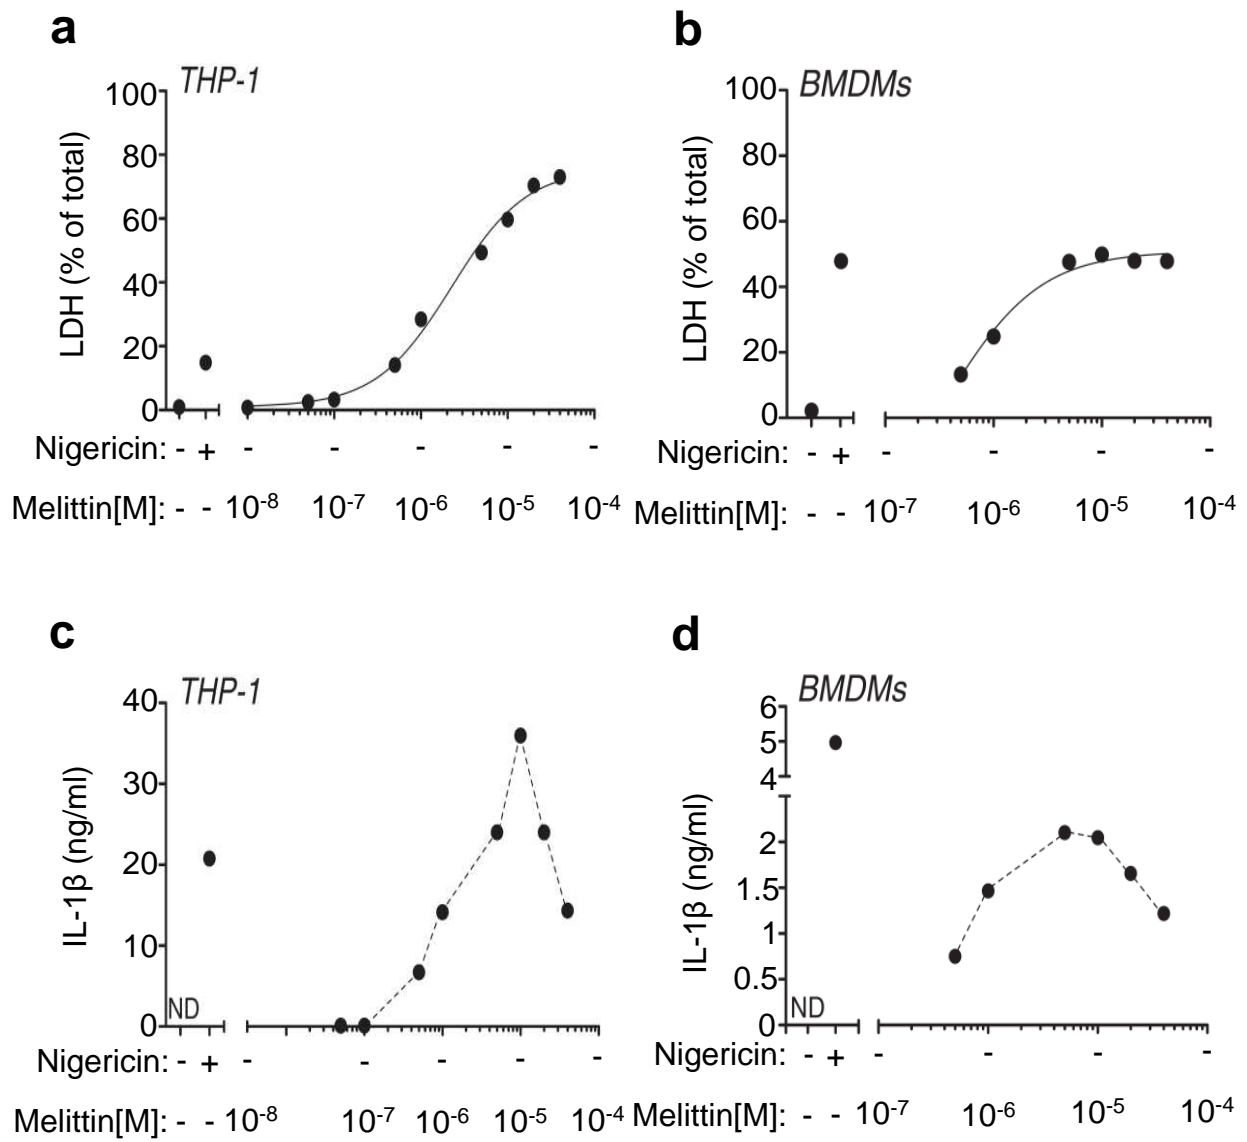 a
THP-1
100
80
60
40
20
0
LDH (% of total)
Nigericin: - + - - - - -
Melittin[M]: - - 10-8 10-7 10-6 10-5 10-4
b
BMDMs
100
80
60
40
20
0
LDH (% of total)
Nigericin: - + - - - -
Melittin[M]: - - 10-7 10-6 10-5 10-4
c
THP-1
40
30
20
10
0
IL-1β (ng/ml)
ND
Nigericin: - + - - - - -
Melittin[M]: - - 10-8 10-7 10-6 10-5 10-4
d
BMDMs
6
5
4
2
1.5
1
0.5
0
IL-1β (ng/ml)
ND
Nigericin: - + - - - -
Melittin[M]: - - 10-7 10-6 10-5 10-4